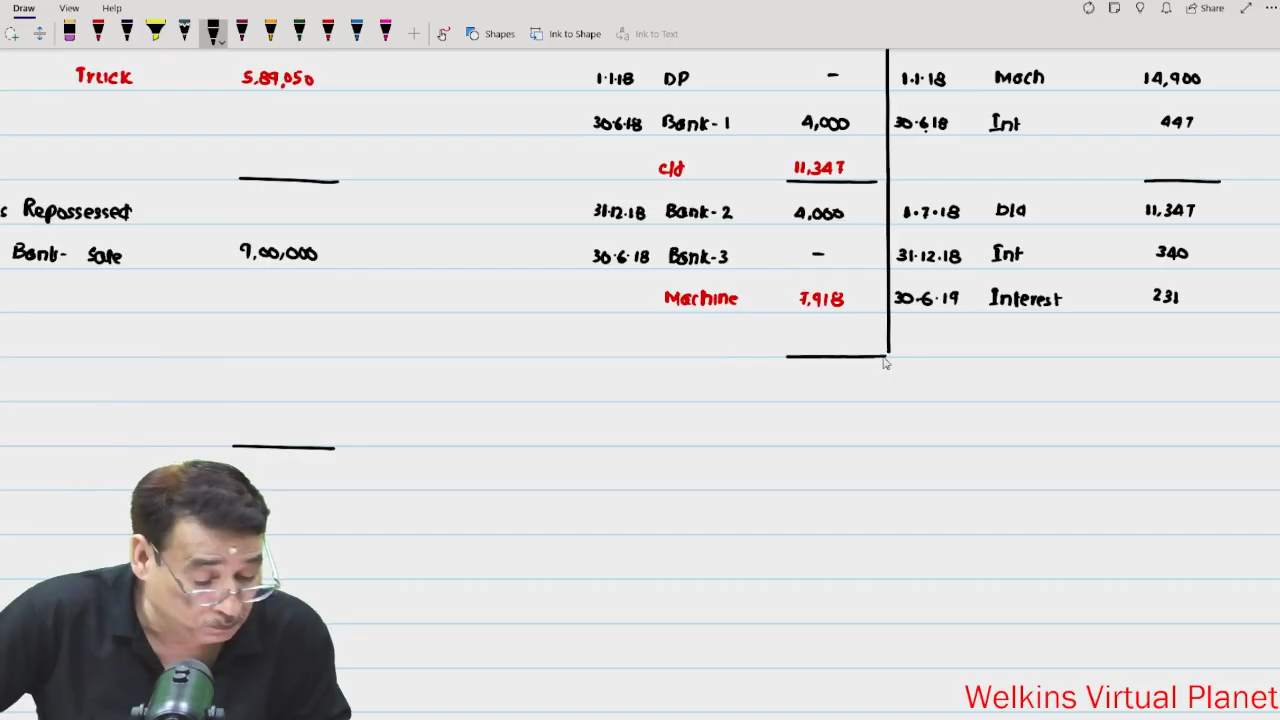 Draw View Help Share
Shapes Ink to Shape Ink to Text
Truck 5,89,050 1.1.18 DP - 1.1.18 Mach 14,900
30.6.18 Bank-1 4,000 30.6.18 Int 447
c/d 11,347
s Repossessed 31.12.18 Bank-2 4,000 1.7.18 b/d 11,347
Bank- Sale 9,00,000 30.6.18 Bank-3 - 31.12.18 Int 340
Machine 7,918 30.6.19 Interest 231
Welkins Virtual Planet